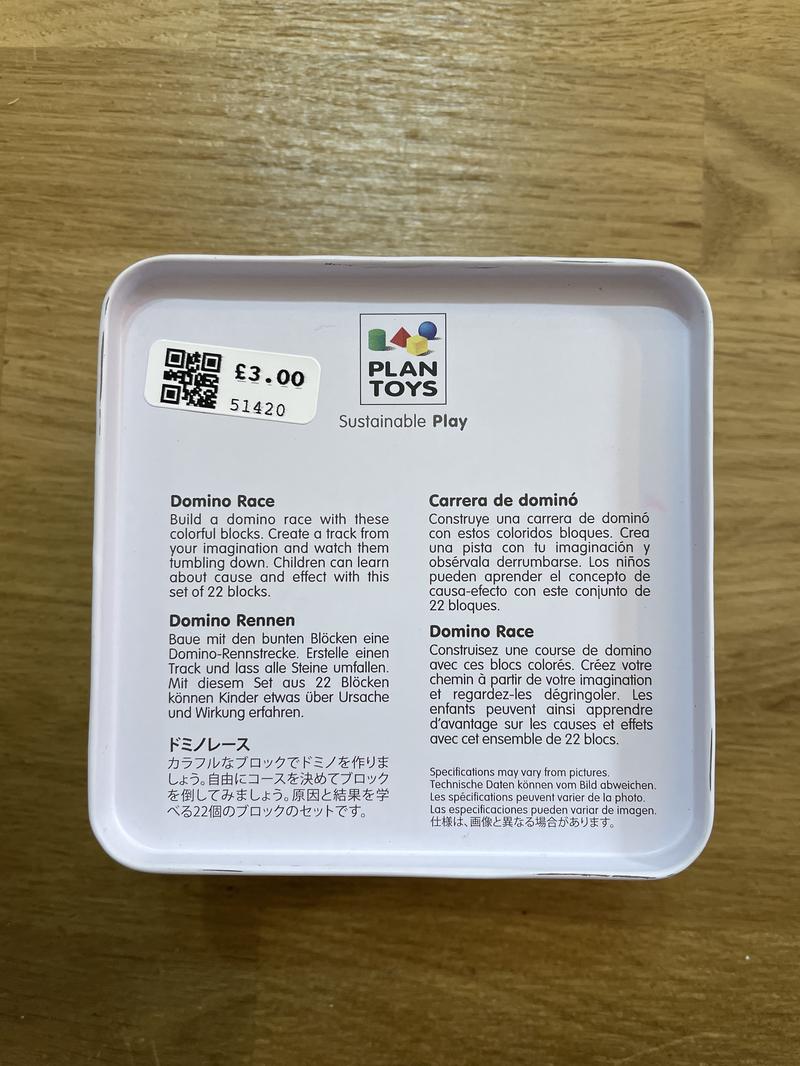 £3.00
51420
PLAN
TOYS
Sustainable Play
Domino Race
Build a domino race with these
colorful blocks. Create a track from
your imagination and watch them
tumbling down. Children can learn
about cause and effect with this
set of 22 blocks.
Domino Rennen
Baue mit den bunten Blöcken eine
Domino-Rennstrecke. Erstelle einen
Track und lass alle Steine umfallen.
Mit diesem Set aus 22 Blöcken
können Kinder etwas über Ursache
und Wirkung erfahren.
ドミノレース
カラフルなブロックでドミノを作りま
しょう。自由にコースを決めてブロック
を倒してみましょう。原因と結果を学
べる22個のブロックのセットです。
Carrera de dominó
Construye una carrera de dominó
con estos coloridos bloques. Crea
una pista con tu imaginación y
obsérvala derrumbarse. Los niños
pueden aprender el concepto de
causa-efecto con este conjunto de
22 bloques.
Domino Race
Construisez une course de domino
avec ces blocs colorés. Créez votre
chemin à partir de votre imagination
et regardez-les dégringoler. Les
enfants peuvent ainsi apprendre
d'avantage sur les causes et effets
avec cet ensemble de 22 blocs.
Specifications may vary from pictures.
Technische Daten können vom Bild abweichen.
Les spécifications peuvent varier de la photo.
Las especificaciones pueden variar de imagen.
仕様は、画像と異なる場合があります。